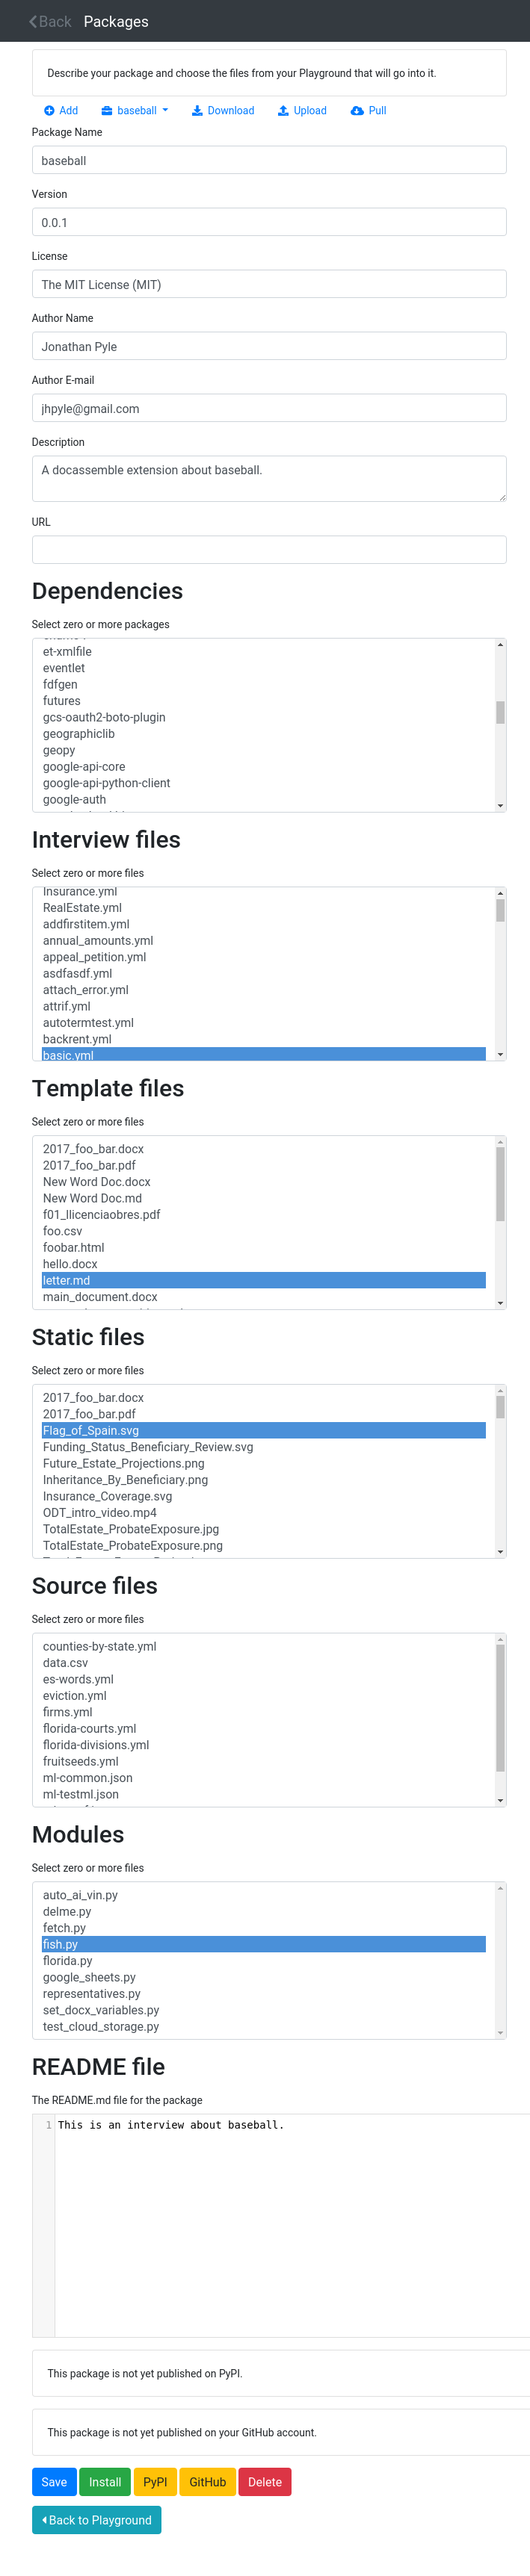 Back Packages
Describe your package and choose the files from your Playground that will go into it.
Add baseball Download Upload Pull
Package Name
baseball
Version
0.0.1
License
The MIT License (MIT)
Author Name
Jonathan Pyle
Author E-mail
jhpyle@gmail.com
Description
A docassemble extension about baseball.
URL
Dependencies
Select zero or more packages
et-xmlfile
eventlet
fdfgen
futures
gcs-oauth2-boto-plugin
geographiclib
geopy
google-api-core
google-api-python-client
google-auth
Interview files
Select zero or more files
Insurance.yml
RealEstate.yml
addfirstitem.yml
annual_amounts.yml
appeal_petition.yml
asdfasdf.yml
attach_error.yml
attrif.yml
autotermtest.yml
backrent.yml
basic.yml
Template files
Select zero or more files
2017_foo_bar.docx
2017_foo_bar.pdf
New Word Doc.docx
New Word Doc.md
f01_llicenciaobres.pdf
foo.csv
foobar.html
hello.docx
letter.md
main_document.docx
Static files
Select zero or more files
2017_foo_bar.docx
2017_foo_bar.pdf
Flag_of_Spain.svg
Funding_Status_Beneficiary_Review.svg
Future_Estate_Projections.png
Inheritance_By_Beneficiary.png
Insurance_Coverage.svg
ODT_intro_video.mp4
TotalEstate_ProbateExposure.jpg
TotalEstate_ProbateExposure.png
Source files
Select zero or more files
counties-by-state.yml
data.csv
es-words.yml
eviction.yml
firms.yml
florida-courts.yml
florida-divisions.yml
fruitseeds.yml
ml-common.json
ml-testml.json
Modules
Select zero or more files
auto_ai_vin.py
delme.py
fetch.py
fish.py
florida.py
google_sheets.py
representatives.py
set_docx_variables.py
test_cloud_storage.py
README file
The README.md file for the package
1 This is an interview about baseball.
This package is not yet published on PyPI.
This package is not yet published on your GitHub account.
Save Install PyPI GitHub Delete
Back to Playground